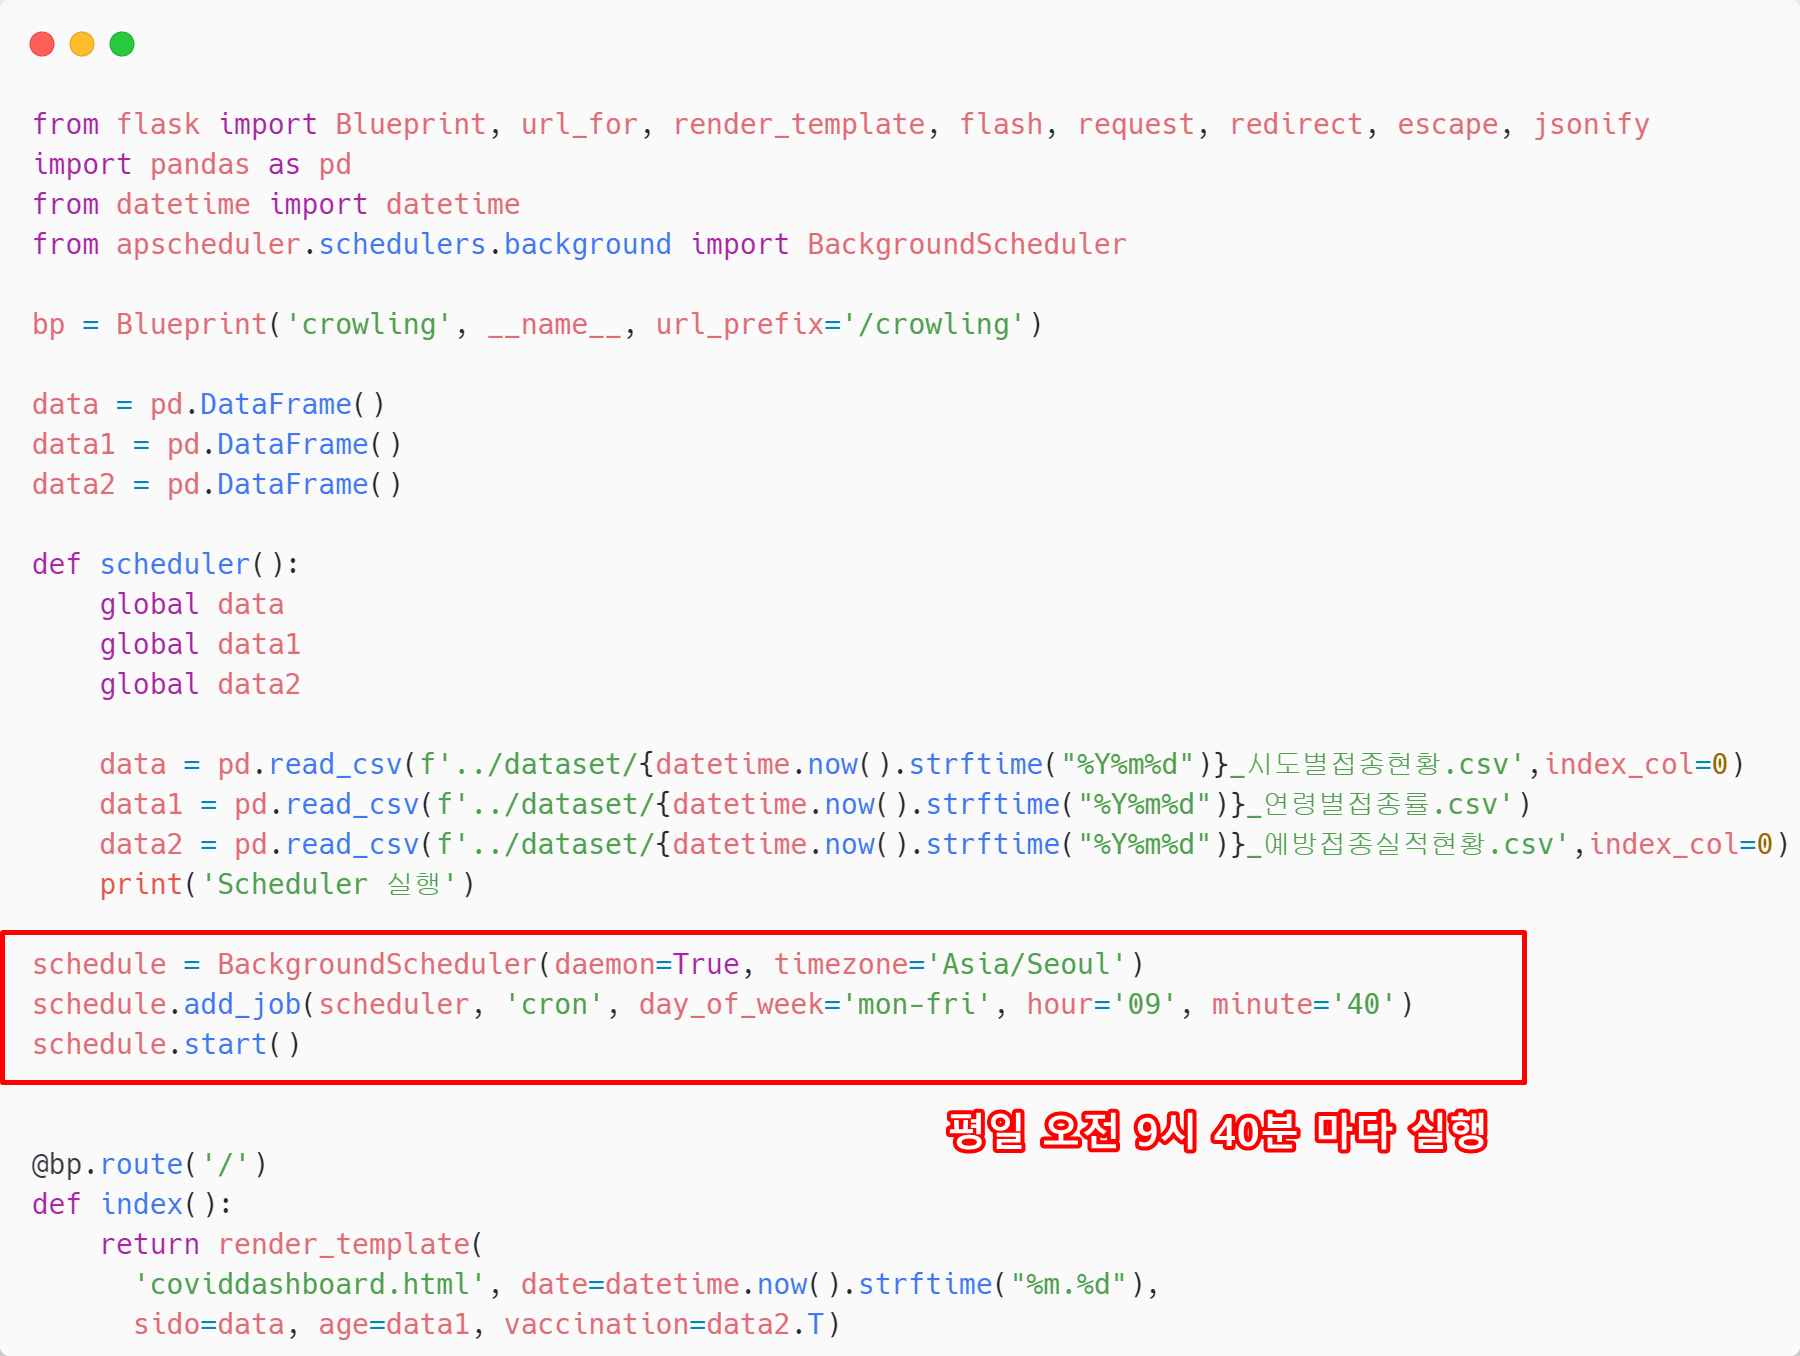 from flask import Blueprint, url_for, render_template, flash, request, redirect, escape, jsonify
import pandas as pd
from datetime import datetime
from apscheduler.schedulers.background import BackgroundScheduler

bp = Blueprint('crowling', __name__, url_prefix='/crowling')

data = pd.DataFrame()
data1 = pd.DataFrame()
data2 = pd.DataFrame()

def scheduler():
    global data
    global data1
    global data2

    data = pd.read_csv(f'../dataset/{datetime.now().strftime("%Y%m%d")}_시도별접종현황.csv',index_col=0)
    data1 = pd.read_csv(f'../dataset/{datetime.now().strftime("%Y%m%d")}_연령별접종률.csv')
    data2 = pd.read_csv(f'../dataset/{datetime.now().strftime("%Y%m%d")}_예방접종실적현황.csv',index_col=0)
    print('Scheduler 실행')

schedule = BackgroundScheduler(daemon=True, timezone='Asia/Seoul')
schedule.add_job(scheduler, 'cron', day_of_week='mon-fri', hour='09', minute='40')
schedule.start()

평일 오전 9시 40분 마다 실행
@bp.route('/')
def index():
    return render_template(
      'coviddashboard.html', date=datetime.now().strftime("%m.%d"),
      sido=data, age=data1, vaccination=data2.T)